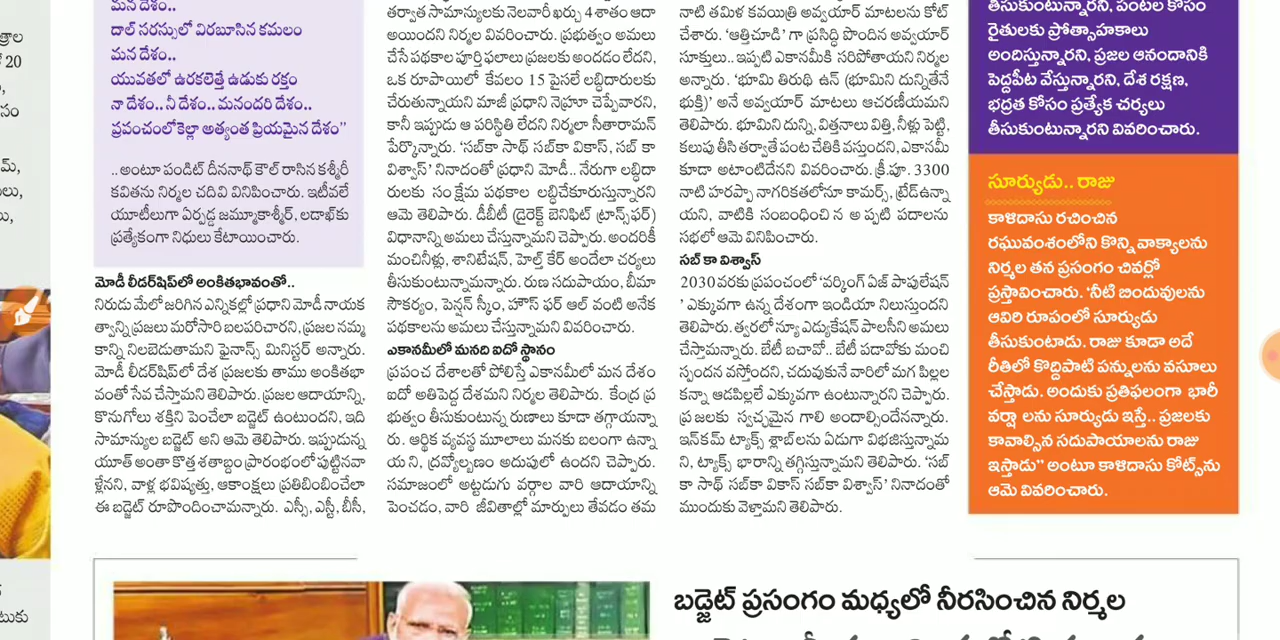 త్రాల
20
సం
మన దేశం..
దాల్ సరస్సులో విరబూసిన కమలం
మన దేశం..
యువతలో ఉరకలెత్తే ఉడుకు రక్తం
నా దేశం.. నీ దేశం.. మనందరి దేశం..
ప్రవంచంలోకెల్లా అత్యంత ప్రియమైన దేశం”
.. అంటూ పండిట్ దీననాథ్ కౌల్ రాసిన కశ్మీరీ
కవితను నిర్మల చదివి వినిపించారు. ఇటీవలే
యూటీలుగా ఏర్పడ్డ జమ్మూకాశ్మీర్, లదాఖ్‌కు
ప్రత్యేకంగా నిధులు కేటాయించారు.
మోడీ లీడర్‌షిప్‌లో అంకితభావంతో..
నిరుడు మేలో జరిగిన ఎన్నికల్లో ప్రధాని మోడీ నాయక
త్వాన్ని ప్రజలు మరోసారి బలపరిచారని, ప్రజల నమ్మ
కాన్ని నిలబెడుతామని ఫైనాన్స్ మినిస్టర్ అన్నారు.
మోడీ లీడర్‌షిప్‌లో దేశ ప్రజలకు తాము అంకితభా
వంతో సేవ చేస్తామని తెలిపారు. ప్రజల ఆదాయాన్ని,
కొనుగోలు శక్తిని పెంచేలా బడ్జెట్ ఉంటుందని, ఇది
సామాన్యుల బడ్జెట్ అని ఆమె తెలిపారు. ఇప్పుడున్న
యూత్ అంతా కొత్త శతాబ్దం ప్రారంభంలో పుట్టినవా
ళ్లేనని, వాళ్ల భవిష్యత్తు, ఆకాంక్షలు ప్రతిబింబించేలా
ఈ బడ్జెట్ రూపొందించామన్నారు. ఎస్సీ, ఎస్టీ, బీసీ,
తర్వాత సామాన్యులకు నెలవారీ ఖర్చు 4 శాతం ఆదా
అయిందని నిర్మల వివరించారు. ప్రభుత్వం అమలు
చేసే పథకాల పూర్తి ఫలాలు ప్రజలకు అందడం లేదని,
ఒక రూపాయిలో కేవలం 15 పైసలే లబ్ధిదారులకు
చేరుతున్నాయని మాజీ ప్రధాని నెహ్రూ చెప్పేవారని,
కానీ ఇప్పుడు ఆ పరిస్థితి లేదని నిర్మలా సీతారామన్
పేర్కొన్నారు. ‘సబ్‌కా సాథ్ సబ్‌కా వికాస్, సబ్ కా
విశ్వాస్’ నినాదంతో ప్రధాని మోడీ.. నేరుగా లబ్ధిదా
రులకు సంక్షేమ పథకాల లబ్ధిచేకూరుస్తున్నారని
ఆమె తెలిపారు. డీబీటీ (డైరెక్ట్ బెనిఫిట్ ట్రాన్స్‌ఫర్)
విధానాన్ని అమలు చేస్తున్నామని చెప్పారు. అందరికీ
మంచినీళ్లు, శానిటేషన్, హెల్త్ కేర్ అందేలా చర్యలు
తీసుకుంటున్నామన్నారు. రుణ సదుపాయం, బీమా
సౌకర్యం, పెన్షన్ స్కీం, హౌస్ ఫర్ ఆల్ వంటి అనేక
పథకాలను అమలు చేస్తున్నామని వివరించారు.
ఎకానమీలో మనది ఐదో స్థానం
ప్రపంచ దేశాలతో పోలిస్తే ఎకానమీలో మన దేశం
ఐదో అతిపెద్ద దేశమని నిర్మల తెలిపారు. కేంద్ర ప్ర
భుత్వం తీసుకుంటున్న రుణాలు కూడా తగ్గాయన్నా
రు. ఆర్థిక వ్యవస్థ మూలాలు మనకు బలంగా ఉన్నా
య ని, ద్రవ్యోల్బణం అదుపులో ఉందని చెప్పారు.
సమాజంలో అట్టడుగు వర్గాల వారి ఆదాయాన్ని
పెంచడం, వారి జీవితాల్లో మార్పులు తేవడం తమ
నాటి తమిళ కవయిత్రి అవ్వయార్ మాటలను కోట్
చేశారు. ‘ఆత్తిచూడి’ గా ప్రసిద్ధి పొందిన అవ్వయార్
సూక్తులు.. ఇప్పటి ఎకానమీకి సరిపోతాయని నిర్మల
అన్నారు. ‘భూమి తిరుథి ఉన్ (భూమిని దున్నితేనే
భుక్తి)’ అనే అవ్వయార్ మాటలు ఆచరణీయమని
తెలిపారు. భూమిని దున్ని, విత్తనాలు విత్తి, నీళ్లు పెట్టి,
కలుపు తీసి తర్వాతే పంట చేతికి వస్తుందని, ఎకానమీ
కూడా అటాంటిదేనని వివరించారు. క్రీ.పూ. 3300
నాటి హరప్పా నాగరికతలోనూ కామర్స్, ట్రేడ్‌ఉన్నా
యని, వాటికి సంబంధించి న అ ప్పటి పదాలను
సభలో ఆమె వినిపించారు.
సబ్ కా విశ్వాస్
2030 వరకు ప్రపంచంలో ‘వర్కింగ్ ఏజ్ పాపులేషన్
’ ఎక్కువగా ఉన్న దేశంగా ఇండియా నిలుస్తుందని
తెలిపారు. త్వరలో న్యూ ఎడ్యుకేషన్ పాలసీని అమలు
చేస్తామన్నారు. బేటీ బచావో.. బేటీ పడావోకు మంచి
స్పందన వస్తోందని, చదువుకునే వారిలో మగ పిల్లల
కన్నా ఆడపిల్లలే ఎక్కువగా ఉంటున్నారని చెప్పారు.
ప్ర జలకు స్వచ్ఛమైన గాలి అందాల్సిందేనన్నారు.
ఇన్‌కమ్ ట్యాక్స్ శ్లాబ్‌లను ఏడుగా విభజిస్తున్నామ
ని, ట్యాక్స్ భారాన్ని తగ్గిస్తున్నామని తెలిపారు. ‘సబ్
కా సాథ్ సబ్‌కా వికాస్ సబ్‌కా విశ్వాస్’ నినాదంతో
ముందుకు వెళ్తామని తెలిపారు.
తీసుకుంటున్నారని, పంటల కోసం
రైతులకు ప్రోత్సాహకాలు
అందిస్తున్నారని, ప్రజల ఆనందానికి
పెద్దపీట వేస్తున్నారని, దేశ రక్షణ,
భద్రత కోసం ప్రత్యేక చర్యలు
తీసుకుంటున్నారని వివరించారు.
సూర్యుడు.. రాజు
కాళిదాసు రచించిన
రఘువంశంలోని కొన్ని వాక్యాలను
నిర్మల తన ప్రసంగం చివర్లో
ప్రస్తావించారు. ‘నీటి బిందువులను
ఆవిరి రూపంలో సూర్యుడు
తీసుకుంటాడు. రాజు కూడా అదే
రీతిలో కొద్దిపాటి పన్నులను వసూలు
చేస్తాడు. అందుకు ప్రతిఫలంగా భారీ
వర్షా లను సూర్యుడు ఇస్తే.. ప్రజలకు
కావాల్సిన సదుపాయాలను రాజు
ఇస్తాడు” అంటూ కాళిదాసు కోట్స్‌ను
ఆమె వివరించారు.
బడ్జెట్ ప్రసంగం మధ్యలో నీరసించిన నిర్మల